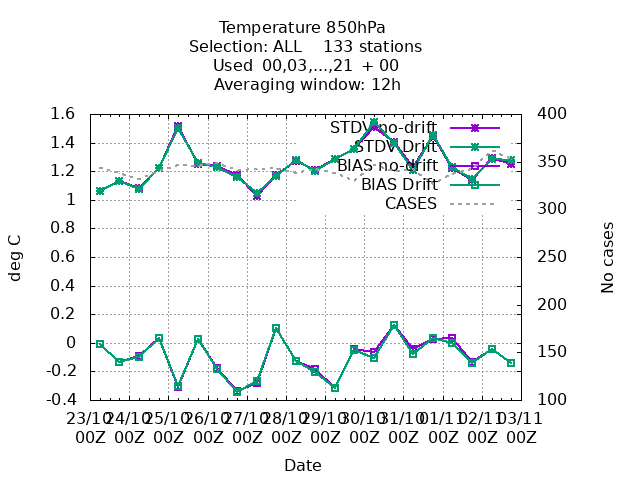 Temperature 850hPa
Selection: ALL    133 stations
Used  00,03,...,21  + 00
Averaging window: 12h
1.6
1.4
1.2
1
0.8
0.6
0.4
0.2
0
-0.2
-0.4
deg C
400
350
300
250
200
150
100
No cases
STDV no-drift
STDV Drift
BIAS no-drift
BIAS Drift
CASES
23/10 24/10 25/10 26/10 27/10 28/10 29/10 30/10 31/10 01/11 02/11 03/11
00Z 00Z 00Z 00Z 00Z 00Z 00Z 00Z 00Z 00Z 00Z 00Z
Date